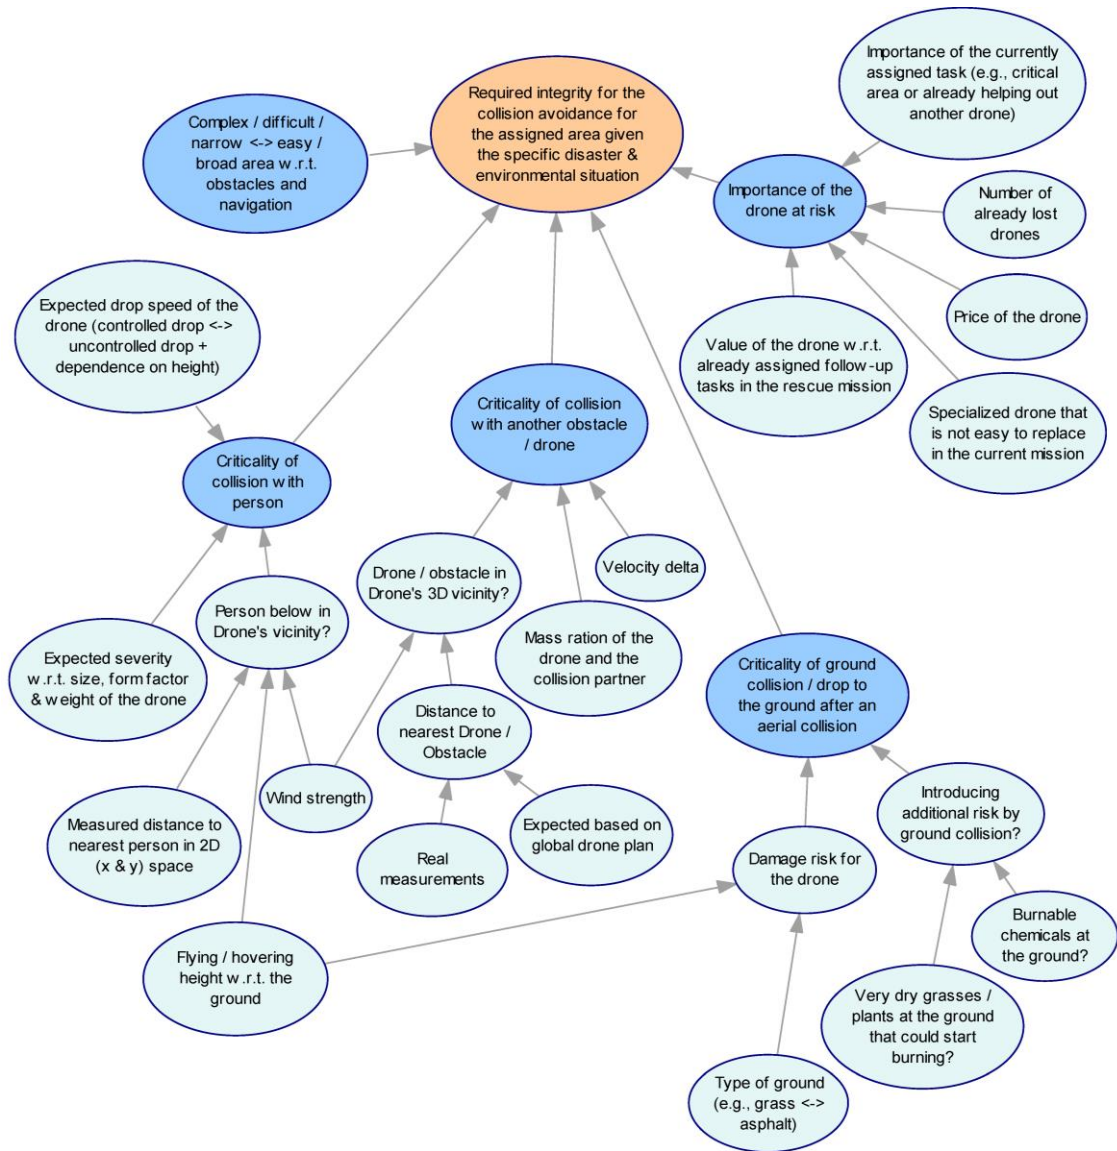 Importance of the currently
assigned task (e.g., critical
area or already helping out
another drone)
Required integrity for the
collision avoidance for
the assigned area given
the specific disaster &
environmental situation
Complex / difficult /
narrow <-> easy /
broad area w.r.t.
obstacles and
navigation
Importance of the
drone at risk
Number of
already lost
drones
Expected drop speed of the
drone (controlled drop <->
uncontrolled drop +
dependence on height)
Price of the drone
Value of the drone w.r.t.
already assigned follow-up
tasks in the rescue mission
Specialized drone that
is not easy to replace
in the current mission
Criticality of collision
with another obstacle
/ drone
Criticality of
collision with
person
Drone / obstacle in
Drone's 3D vicinity?
Velocity delta
Person below in
Drone's vicinity?
Mass ration of the
drone and the
collision partner
Expected severity
w.r.t. size, form factor
& weight of the drone
Criticality of ground
collision / drop to
the ground after an
aerial collision
Distance to
nearest Drone /
Obstacle
Wind strength
Introducing
additional risk by
ground collision?
Measured distance to
nearest person in 2D
(x & y) space
Expected based on
global drone plan
Real
measurements
Damage risk for
the drone
Burnable
chemicals at
the ground?
Flying / hovering
height w.r.t. the
ground
Very dry grasses /
plants at the ground
that could start
burning?
Type of ground
(e.g., grass <->
asphalt)